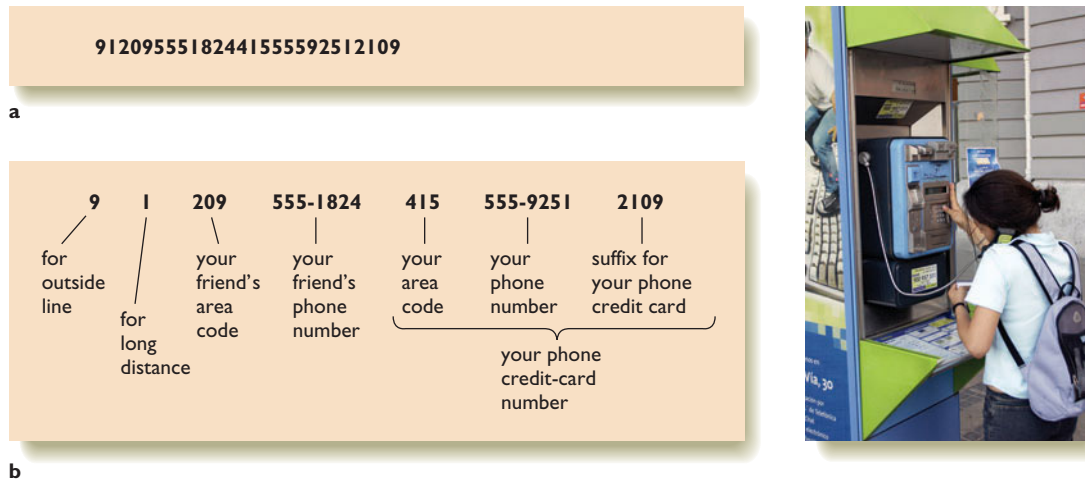 91209555182441555592512109
a
9 1 209 555-1824 415 555-9251 2109
for outside line
for long distance
your friend's area code
your friend's phone number
your area code
your phone number
suffix for your phone credit card
your phone credit-card number
b
Vía, 30